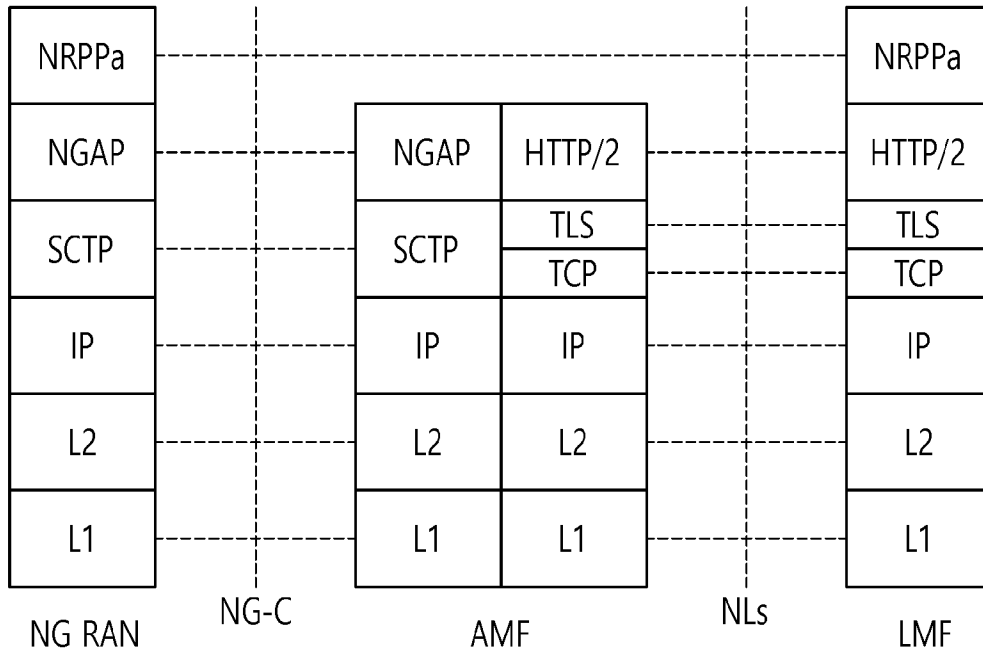 NRPPa NRPPa
NGAP NGAP HTTP/2 HTTP/2
SCTP SCTP TLS TLS
TCP TCP
IP IP IP IP
L2 L2 L2 L2
L1 L1 L1 L1
NG-C NLs
NG RAN AMF LMF